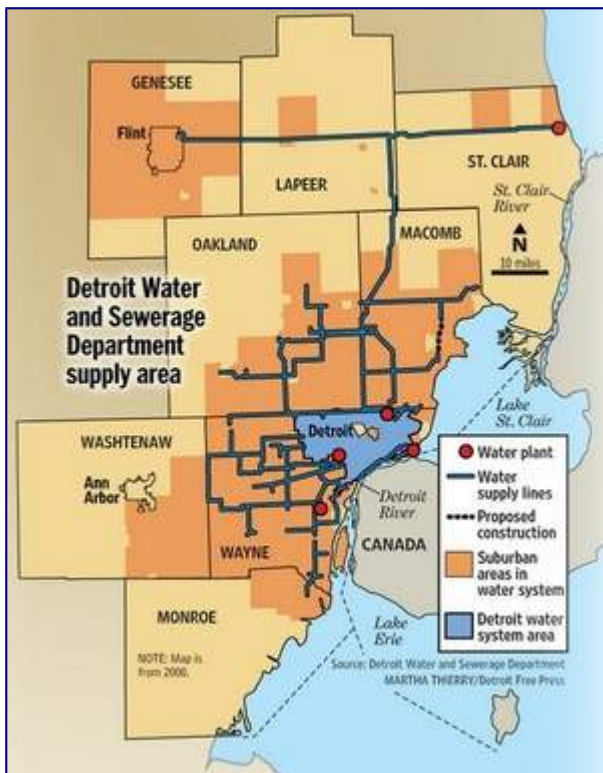 GENESEE
Flint
LAPEER
ST. CLAIR
St. Clair
River
OAKLAND
MACOMB
N
10 miles
Detroit Water
and Sewerage
Department
supply area
Lake
St. Clair
WASHTENAW
Detroit
Ann
Arbor
Detroit
River
WAYNE
CANADA
Water plant
Water
supply lines
Proposed
construction
Suburban
areas in
water system
Detroit water
system area
MONROE
Lake
Erie
NOTE: Map is
from 2000.
Source: Detroit Water and Sewerage Department
MARTHA THIERRY/Detroit Free Press